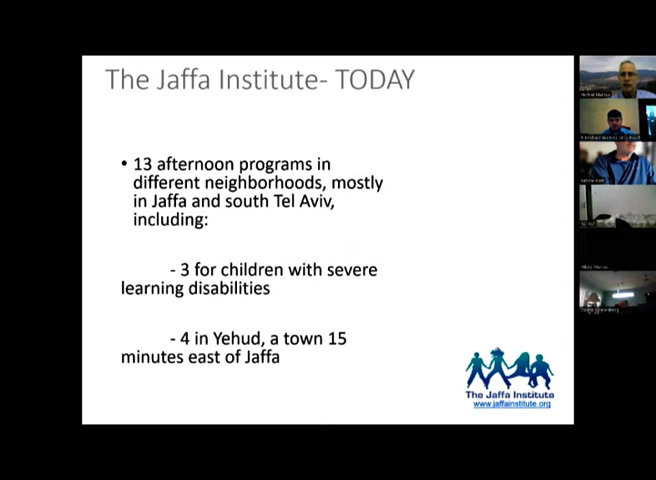 The Jaffa Institute- TODAY
• 13 afternoon programs in
different neighborhoods, mostly
in Jaffa and south Tel Aviv,
including:
- 3 for children with severe
learning disabilities
- 4 in Yehud, a town 15
minutes east of Jaffa
The Jaffa Institute
www.jaffainstitute.org